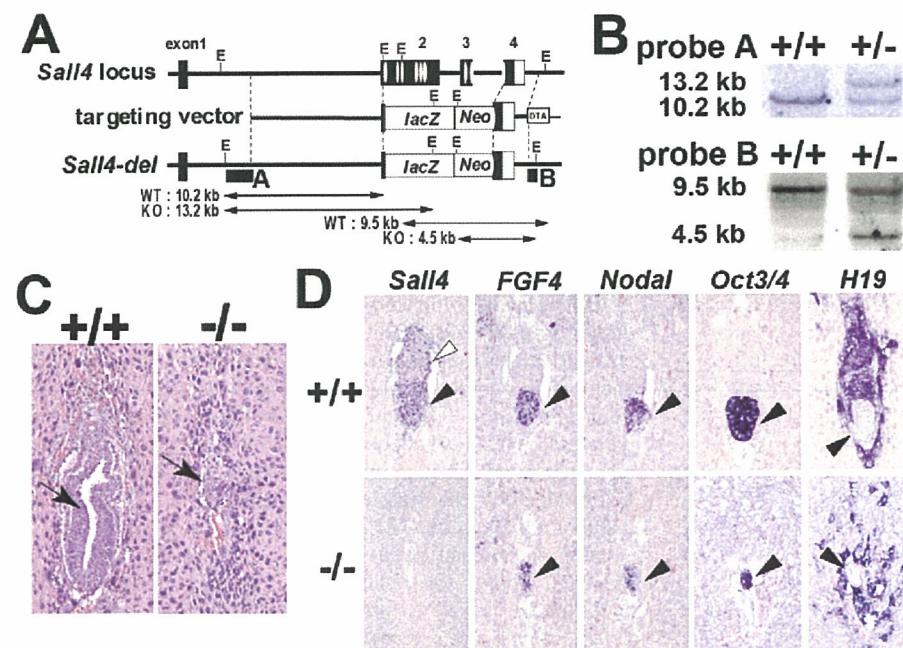 A
exon1
E
E
E
2
3
4
E
Sall4 locus
targeting vector
E
E
lacZ
Neo
DTA
Sall4-del
E
E
E
E
lacZ
Neo
A
B
WT : 10.2 kb
KO : 13.2 kb
WT : 9.5 kb
KO : 4.5 kb
B
probe A +/+ +/-
13.2 kb
10.2 kb
probe B +/+ +/-
9.5 kb
4.5 kb
C
+/+ -/-
D
Sall4 FGF4 Nodal Oct3/4 H19
+/+
-/-